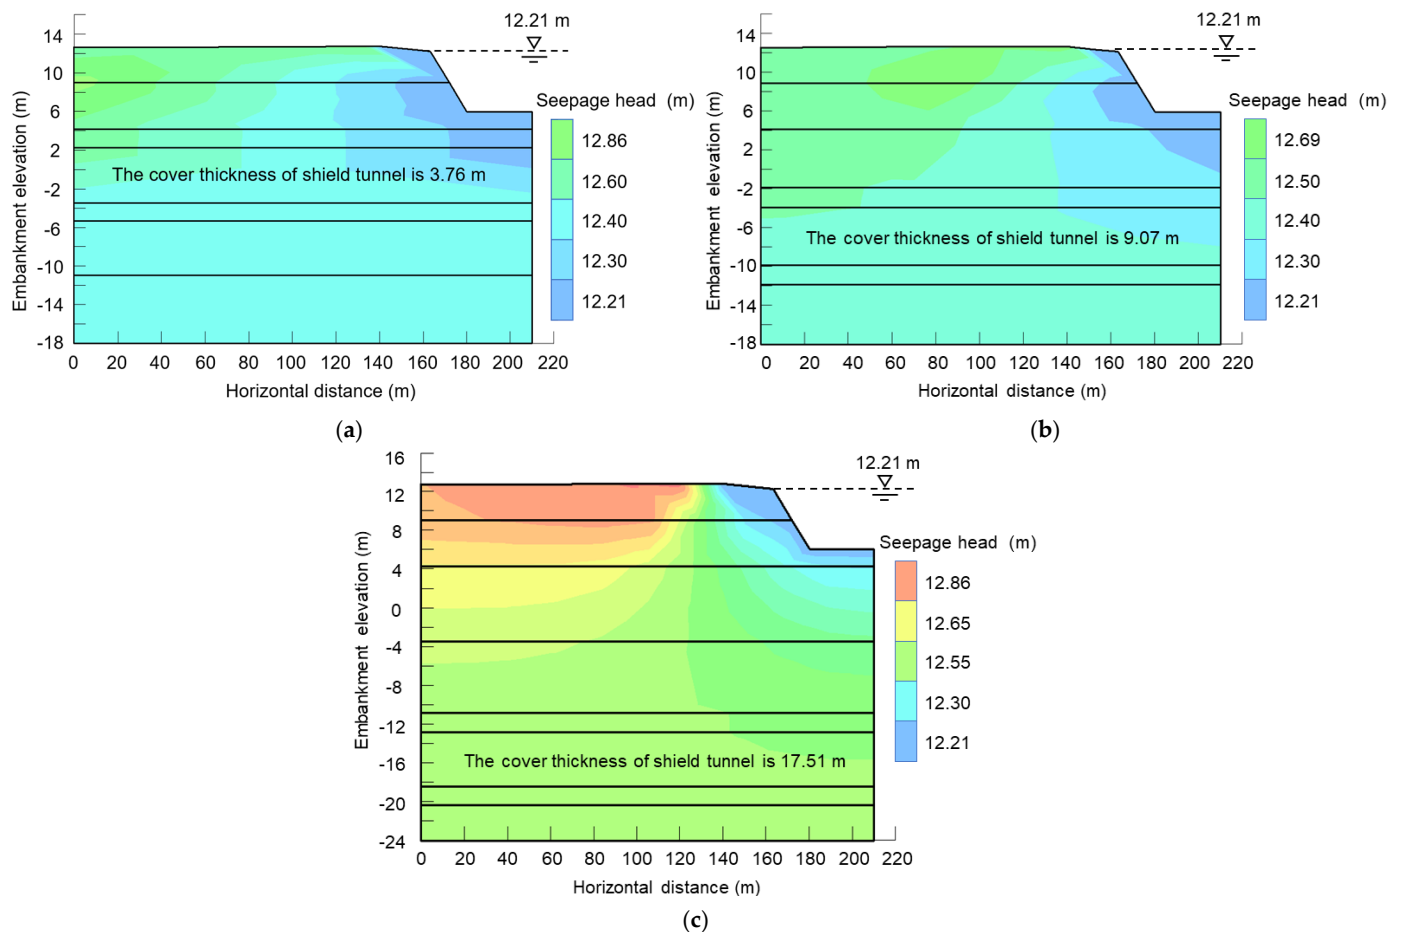 12.21 m
14
10
6
2
-2
-6
-10
-14
-18
Embankment elevation (m)
The cover thickness of shield tunnel is 3.76 m
0 20 40 60 80 100 120 140 160 180 200 220
Horizontal distance (m)
Seepage head (m)
12.86
12.60
12.40
12.30
12.21
(a)
12.21 m
14
10
6
2
-2
-6
-10
-14
-18
Embankment elevation (m)
The cover thickness of shield tunnel is 9.07 m
0 20 40 60 80 100 120 140 160 180 200 220
Horizontal distance (m)
Seepage head (m)
12.69
12.50
12.40
12.30
12.21
(b)
12.21 m
16
12
8
4
0
-4
-8
-12
-16
-20
-24
Embankment elevation (m)
The cover thickness of shield tunnel is 17.51 m
0 20 40 60 80 100 120 140 160 180 200 220
Horizontal distance (m)
Seepage head (m)
12.86
12.65
12.55
12.30
12.21
(c)